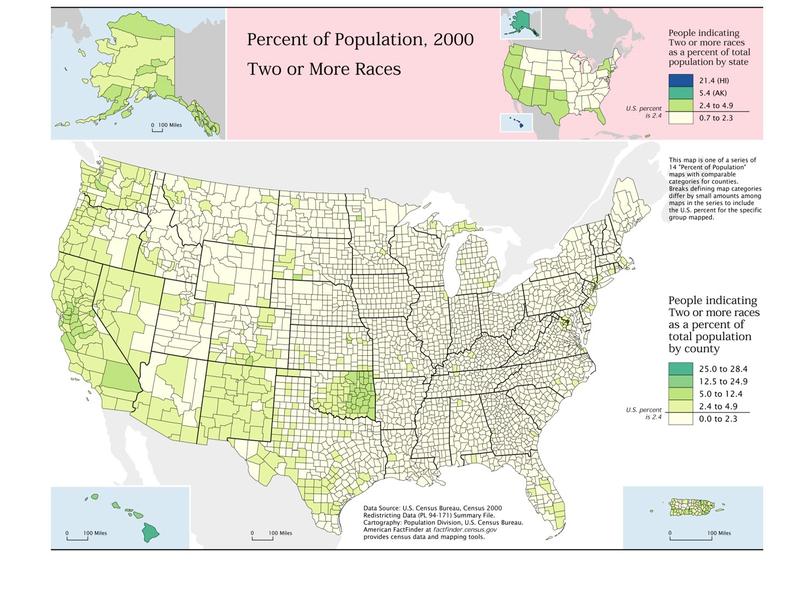 Percent of Population, 2000
Two or More Races
0 100 Miles
People indicating
Two or more races
as a percent of total
population by state
21.4 (HI)
5.4 (AK)
2.4 to 4.9
0.7 to 2.3
U.S. percent
is 2.4
This map is one of a series of
14 "Percent of Population"
maps with comparable
categories for counties.
Breaks defining map categories
differ by small amounts among
maps in the series to include
the U.S. percent for the specific
group mapped.
People indicating
Two or more races
as a percent of
total population
by county
25.0 to 28.4
12.5 to 24.9
5.0 to 12.4
2.4 to 4.9
0.0 to 2.3
U.S. percent
is 2.4
0 100 Miles
0 100 Miles
Data Source: U.S. Census Bureau, Census 2000
Redistricting Data (PL 94-171) Summary File.
Cartography: Population Division, U.S. Census Bureau.
American FactFinder at factfinder.census.gov
provides census data and mapping tools.
0 100 Miles